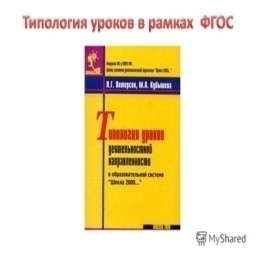 Типология уроков в рамках ФГОС
Л.Г. Петерсон, М.А. Кубышева
Типология уроков
деятельностной
направленности
в образовательной системе
"Школа 2000..."
MyShared